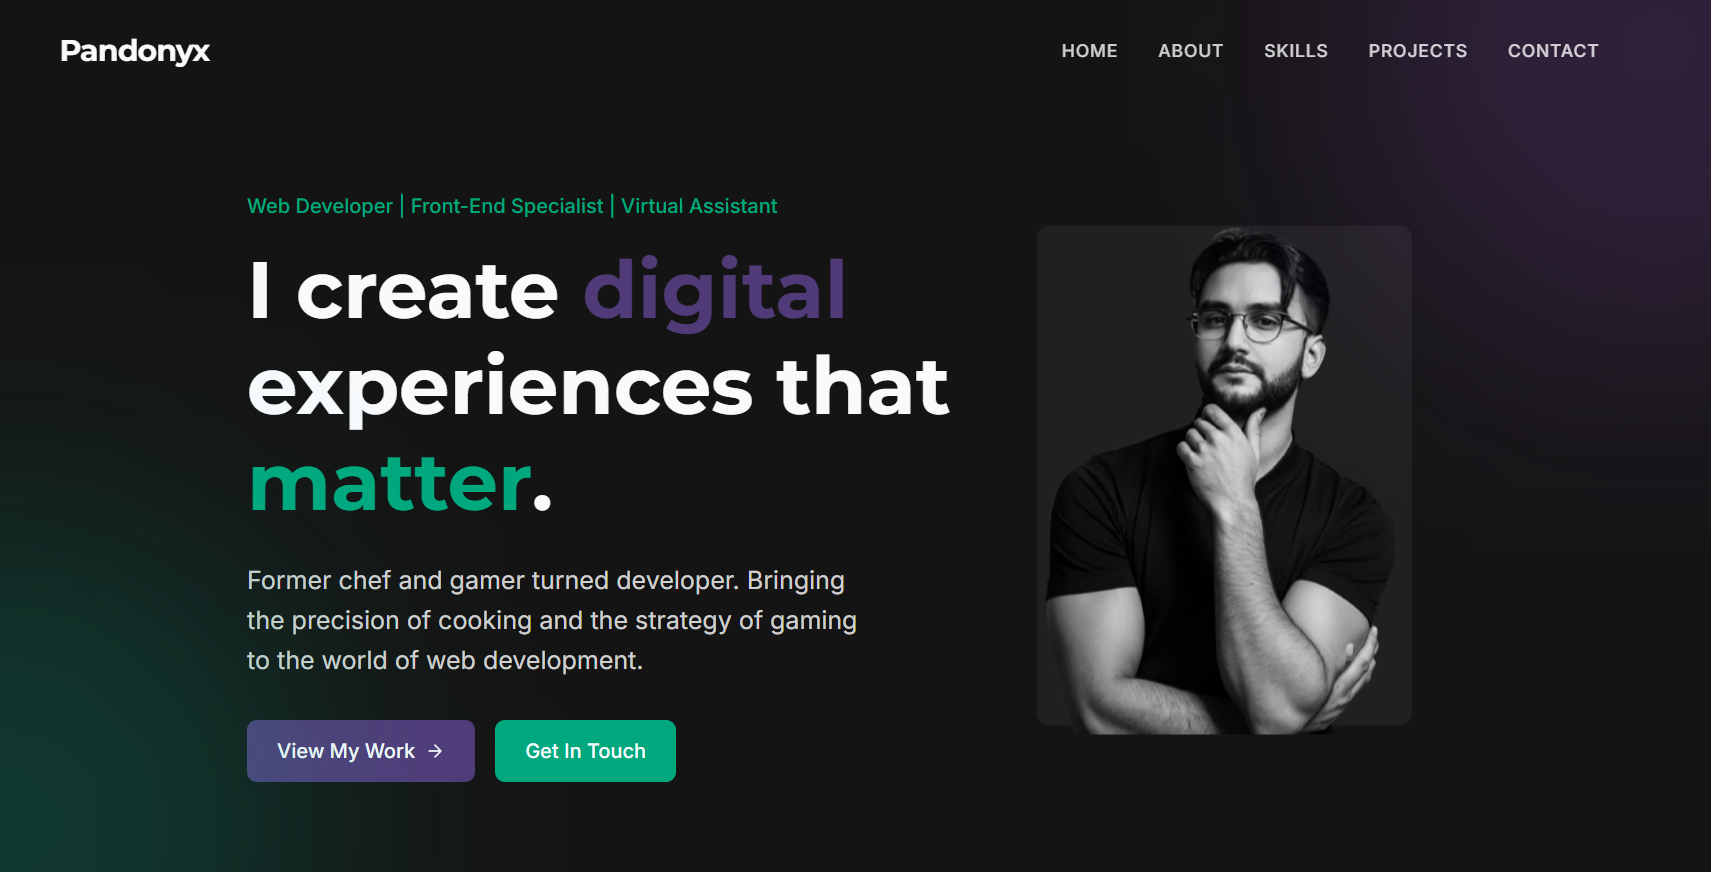 Pandonyx
HOME ABOUT SKILLS PROJECTS CONTACT
Web Developer | Front-End Specialist | Virtual Assistant
I create digital
experiences that
matter.
Former chef and gamer turned developer. Bringing
the precision of cooking and the strategy of gaming
to the world of web development.
View My Work →
Get In Touch